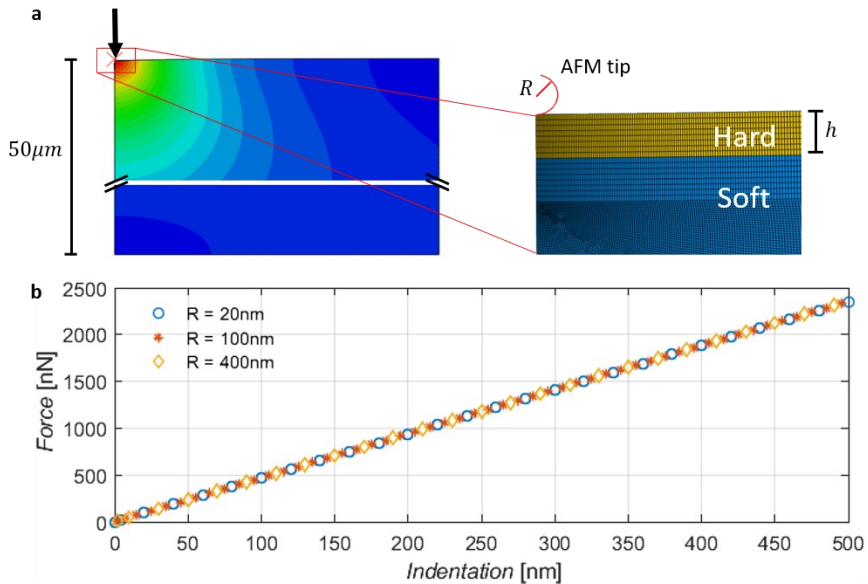 a
AFM tip
R
50μm
Hard
h
Soft
b
2500
R = 20nm
R = 100nm
R = 400nm
2000
1500
1000
500
0
Force [nN]
0 50 100 150 200 250 300 350 400 450 500
Indentation [nm]